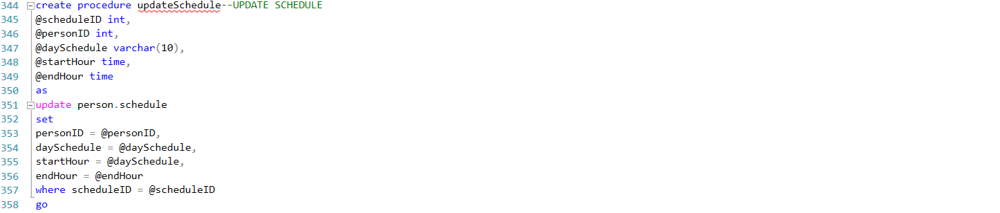 344 create procedure updateSchedule--UPDATE SCHEDULE
345 @scheduleID int,
346 @personID int,
347 @daySchedule varchar(10),
348 @startHour time,
349 @endHour time
350 as
351 update person.schedule
352 set
353 personID = @personID,
354 daySchedule = @daySchedule,
355 startHour = @daySchedule,
356 endHour = @endHour
357 where scheduleID = @scheduleID
358 go